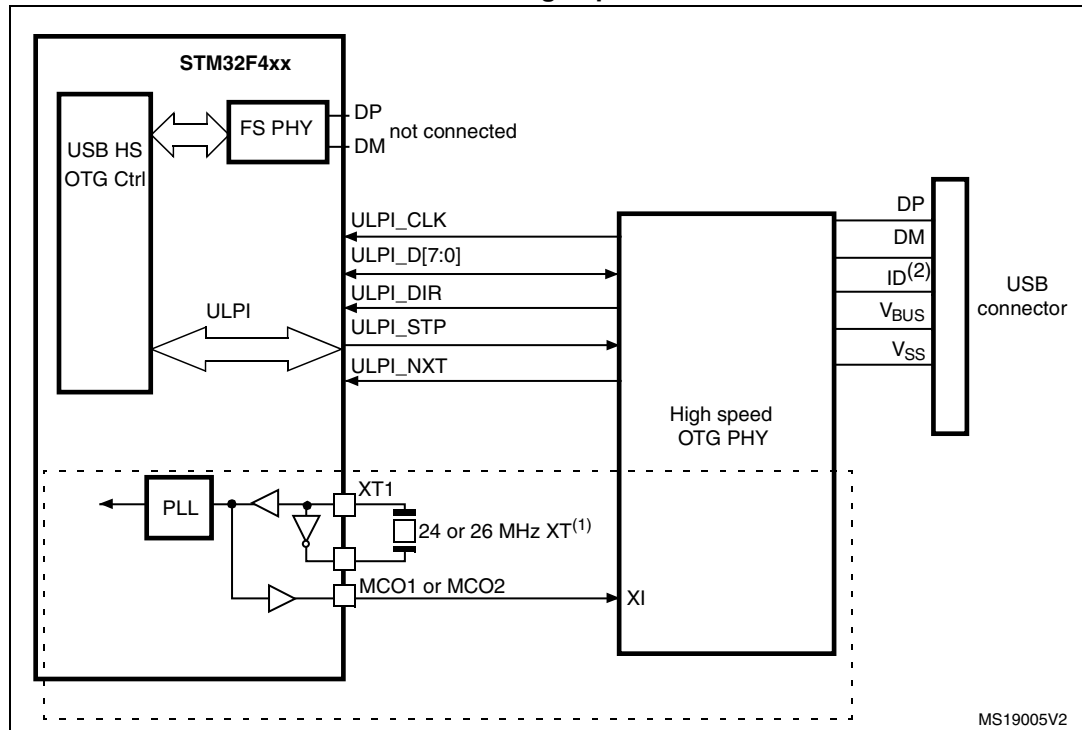 STM32F4xx
FS PHY
DP
not connected
DM
USB HS
OTG Ctrl
ULPI_CLK
ULPI_D[7:0]
ULPI_DIR
ULPI
ULPI_STP
ULPI_NXT
High speed
OTG PHY
DP
DM
ID(2)
VBUS
VSS
USB
connector
PLL
XT1
24 or 26 MHz XT(1)
MCO1 or MCO2
XI
MS19005V2